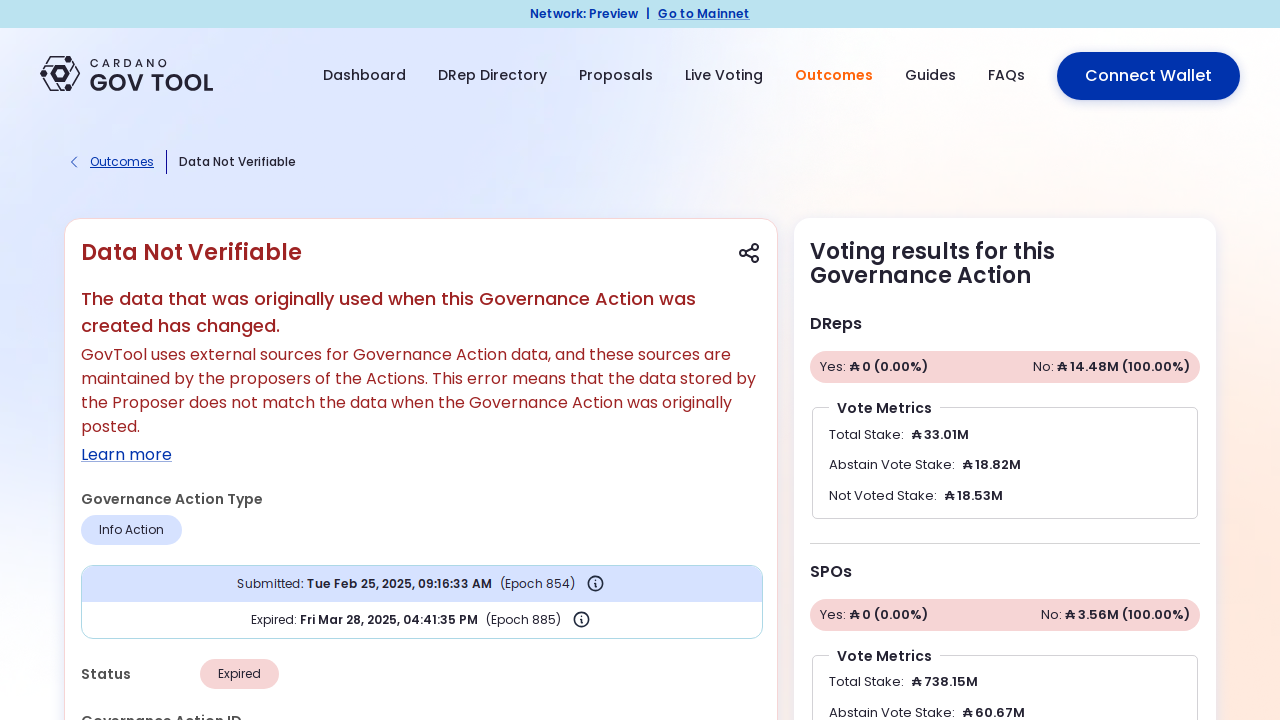 Network: Preview | Go to Mainnet
CARDANO
GOV TOOL
Dashboard
DRep Directory
Proposals
Live Voting
Outcomes
Guides
FAQs
Connect Wallet
Outcomes
Data Not Verifiable
Data Not Verifiable
The data that was originally used when this Governance Action was
created has changed.
GovTool uses external sources for Governance Action data, and these sources are
maintained by the proposers of the Actions. This error means that the data stored by
the Proposer does not match the data when the Governance Action was originally
posted.
Learn more
Governance Action Type
Info Action
Submitted: Tue Feb 25, 2025, 09:16:33 AM (Epoch 854)
Expired: Fri Mar 28, 2025, 04:41:35 PM (Epoch 885)
Status
Expired
Governance Action ID
Voting results for this
Governance Action
DReps
Yes: ₳ 0 (0.00%)
No: ₳ 14.48M (100.00%)
Vote Metrics
Total Stake: ₳ 33.01M
Abstain Vote Stake: ₳ 18.82M
Not Voted Stake: ₳ 18.53M
SPOs
Yes: ₳ 0 (0.00%)
No: ₳ 3.56M (100.00%)
Vote Metrics
Total Stake: ₳ 738.15M
Abstain Vote Stake: ₳ 60.67M